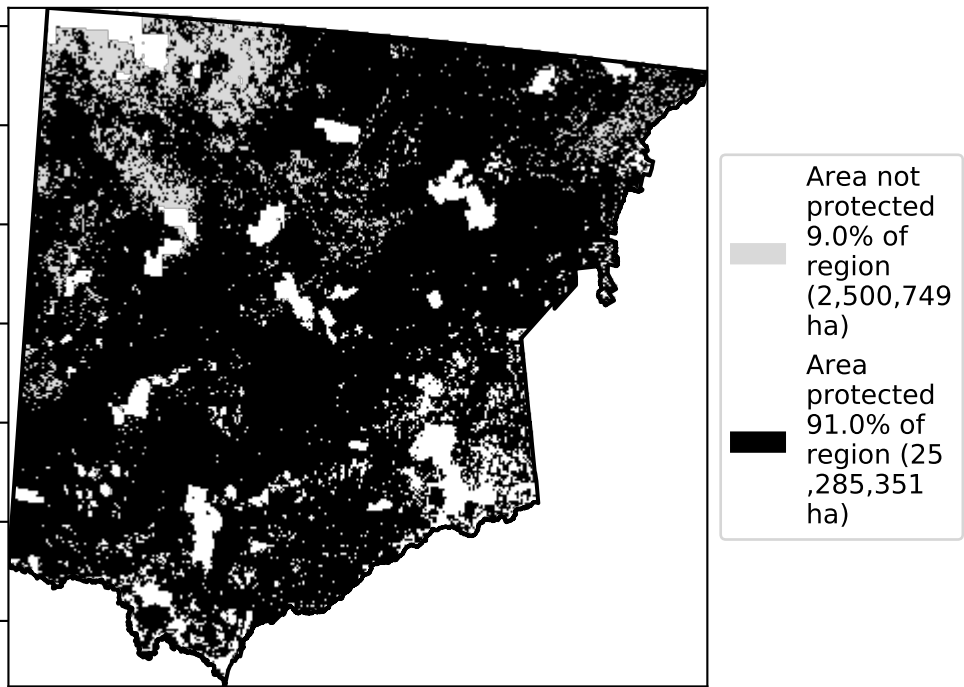 Area not
protected
9.0% of
region
(2,500,749
ha)
Area
protected
91.0% of
region (25
,285,351
ha)